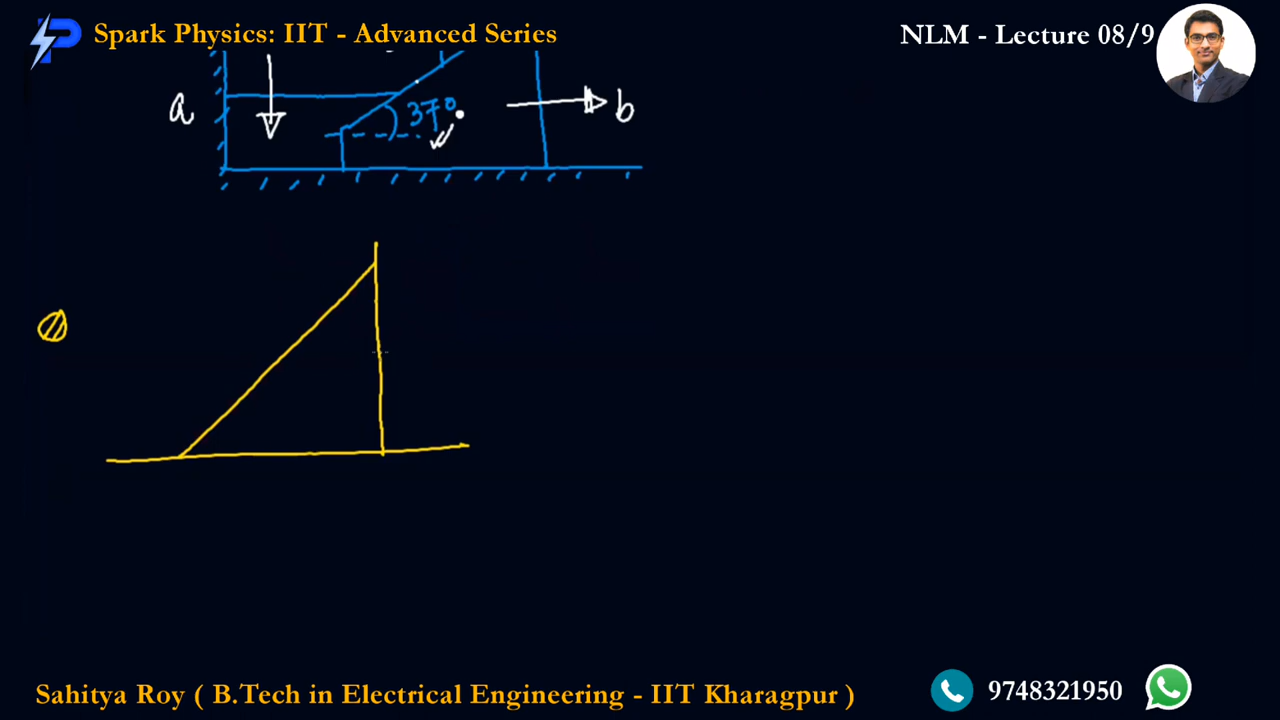 Spark Physics: IIT - Advanced Series
NLM - Lecture 08/9
a
37°
b
Sahitya Roy ( B.Tech in Electrical Engineering - IIT Kharagpur )
9748321950